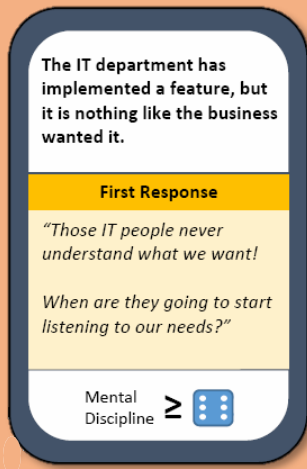 The IT department has
implemented a feature, but
it is nothing like the business
wanted it.
First Response
“Those IT people never
understand what we want!
When are they going to start
listening to our needs?”
Mental
Discipline ≥